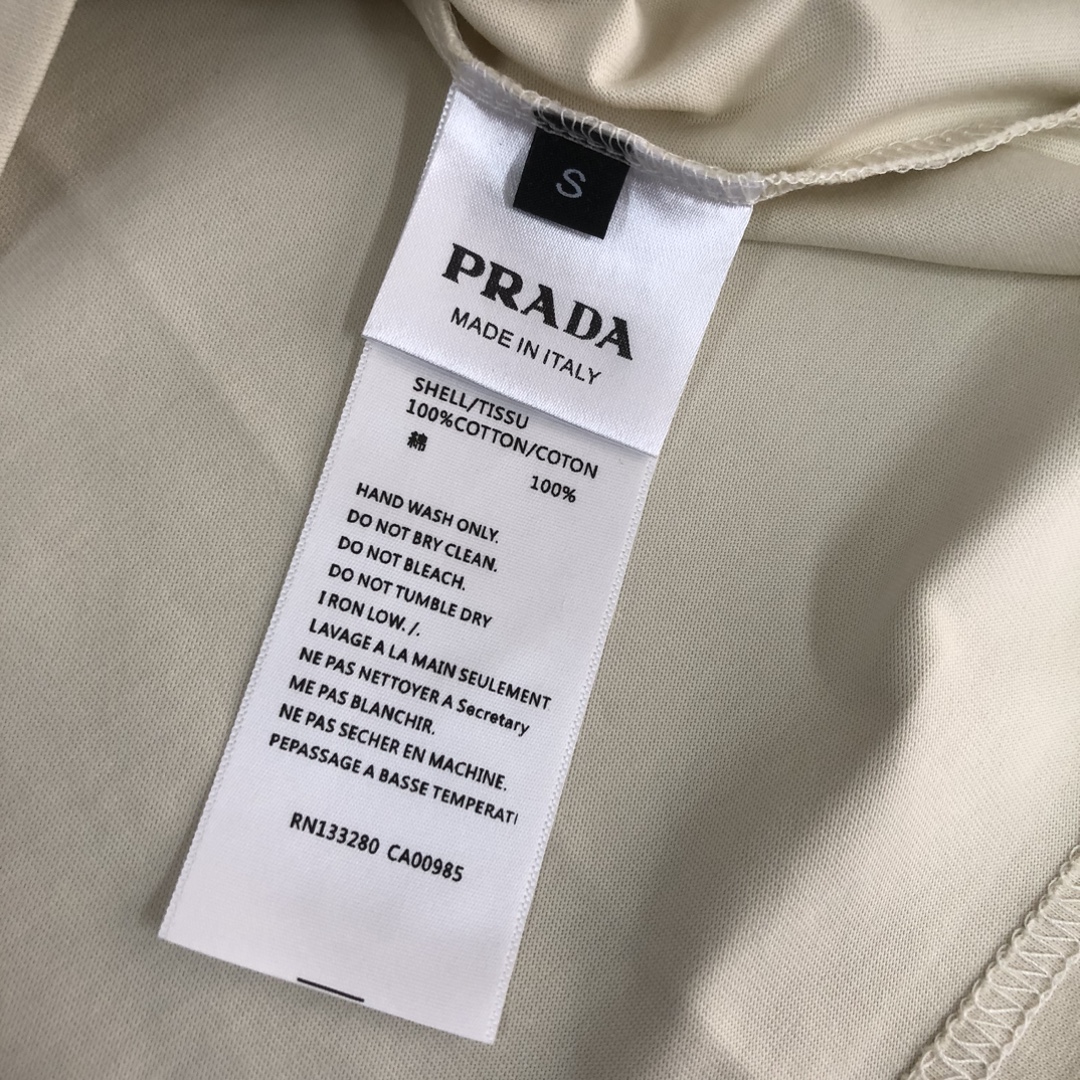 S
PRADA
MADE IN ITALY
SHELL/TISSU
100%COTTON/COTON
綿
100%
HAND WASH ONLY.
DO NOT BRY CLEAN.
DO NOT BLEACH.
DO NOT TUMBLE DRY
I RON LOW. /.
LAVAGE A LA MAIN SEULEMENT
NE PAS NETTOYER A Secretary
ME PAS BLANCHIR.
NE PAS SECHER EN MACHINE.
PEPASSAGE A BASSE TEMPERATI
RN133280 CA00985